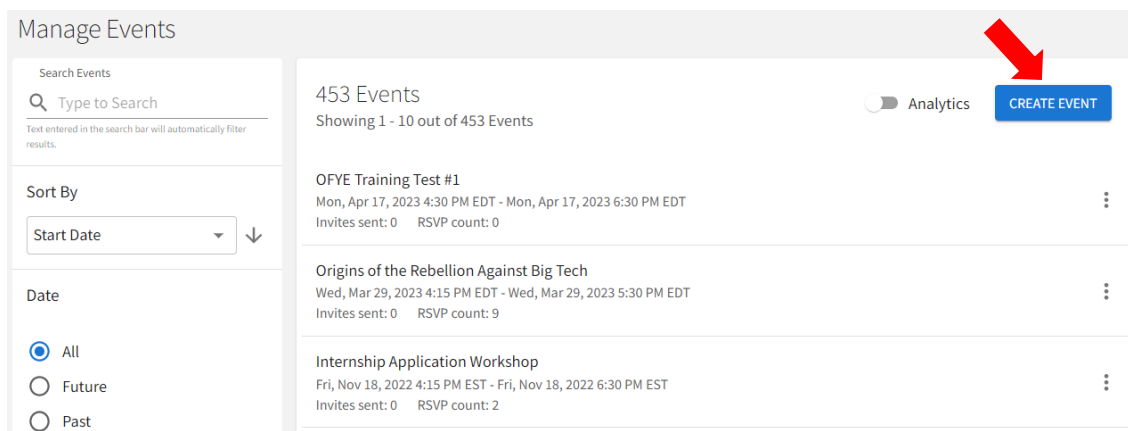 Manage Events
Search Events
Type to Search
Text entered in the search bar will automatically filter
results.
Sort By
Start Date
Date
All
Future
Past
453 Events
Showing 1 - 10 out of 453 Events
Analytics
CREATE EVENT
OFYE Training Test #1
Mon, Apr 17, 2023 4:30 PM EDT - Mon, Apr 17, 2023 6:30 PM EDT
Invites sent: 0 RSVP count: 0
Origins of the Rebellion Against Big Tech
Wed, Mar 29, 2023 4:15 PM EDT - Wed, Mar 29, 2023 5:30 PM EDT
Invites sent: 0 RSVP count: 9
Internship Application Workshop
Fri, Nov 18, 2022 4:15 PM EST - Fri, Nov 18, 2022 6:30 PM EST
Invites sent: 0 RSVP count: 2